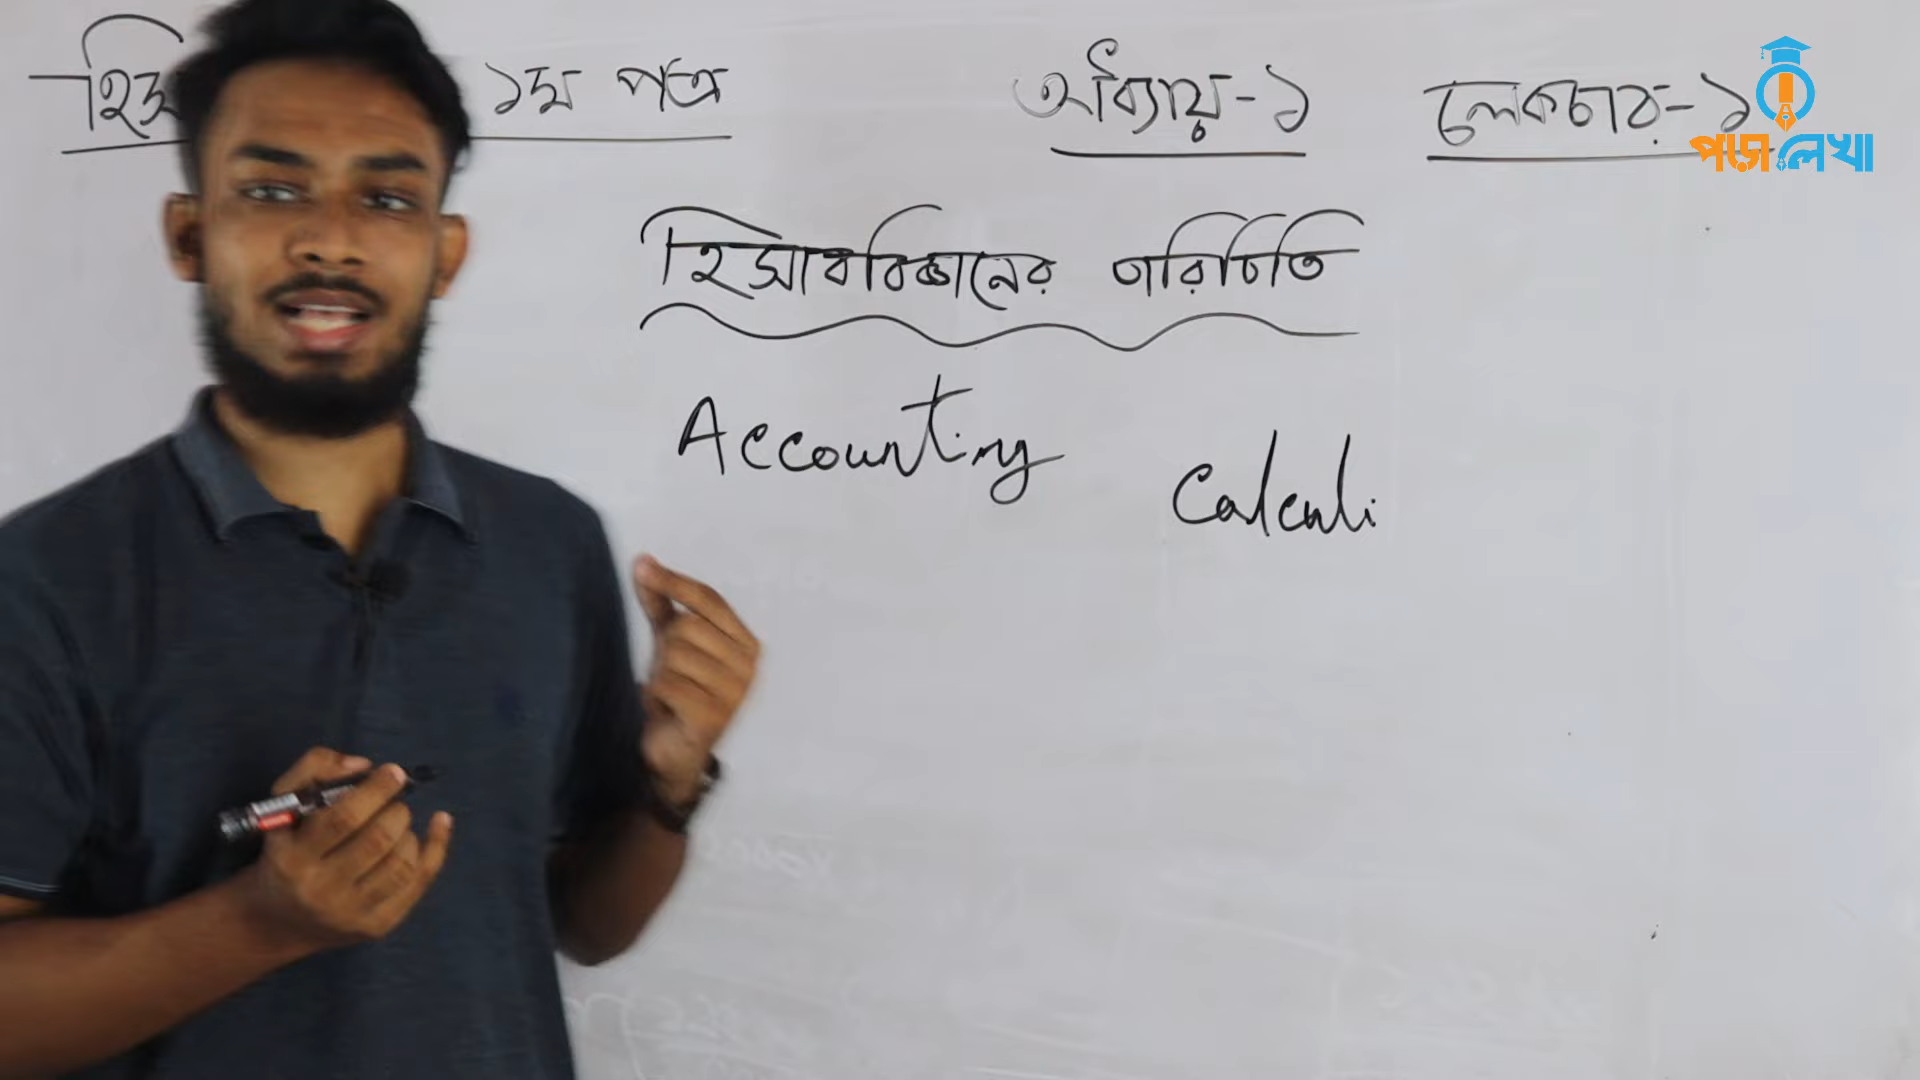 ১ম পত্র অধ্যায়-১ লেকচার-১
পড়ালেখা
হিসাববিজ্ঞানের পরিচিতি
Accounting Calculi